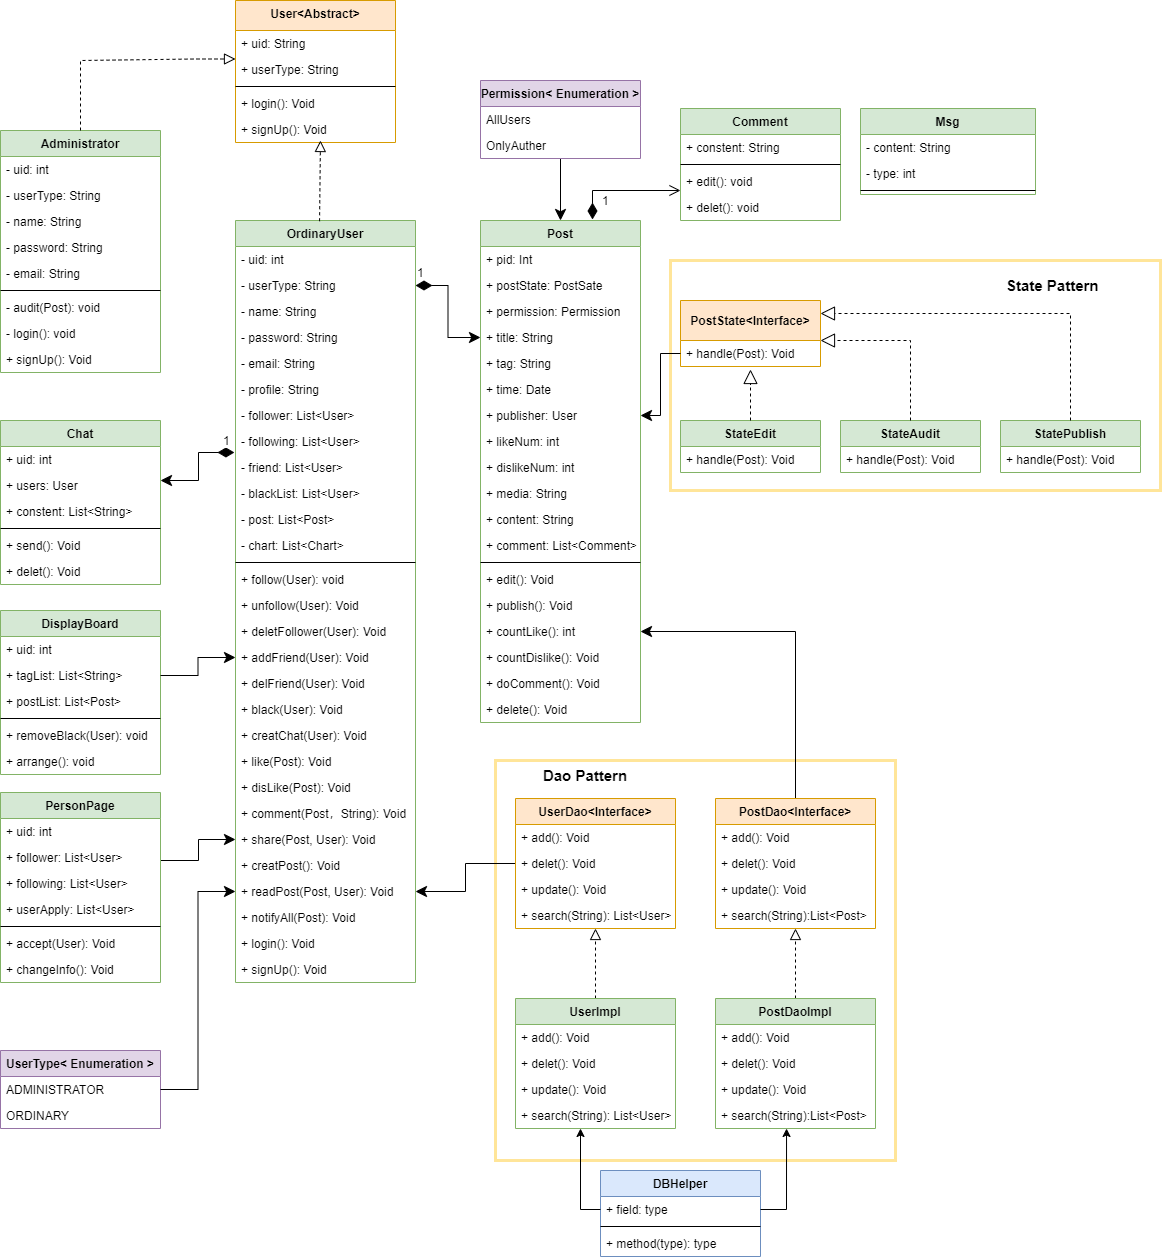 User<Abstract>
+ uid: String
+ userType: String
+ login(): Void
+ signUp(): Void
Administrator
- uid: int
- userType: String
- name: String
- password: String
- email: String
- audit(Post): void
- login(): void
+ signUp(): Void
Permission< Enumeration >
AllUsers
OnlyAuther
Comment
+ constent: String
+ edit(): void
+ delet(): void
1
Msg
- content: String
- type: int
OrdinaryUser
- uid: int
- userType: String
- name: String
- password: String
- email: String
- profile: String
- follower: List<User>
- following: List<User>
- friend: List<User>
- blackList: List<User>
- post: List<Post>
- chart: List<Chart>
+ follow(User): void
+ unfollow(User): Void
+ deletFollower(User): Void
+ addFriend(User): Void
+ delFriend(User): Void
+ black(User): Void
+ creatChat(User): Void
+ like(Post): Void
+ disLike(Post): Void
+ comment(Post, String): Void
+ share(Post, User): Void
+ creatPost(): Void
+ readPost(Post, User): Void
+ notifyAll(Post): Void
+ login(): Void
+ signUp(): Void
1
1
Post
+ pid: Int
+ postState: PostSate
+ permission: Permission
+ title: String
+ tag: String
+ time: Date
+ publisher: User
+ likeNum: int
+ dislikeNum: int
+ media: String
+ content: String
+ comment: List<Comment>
+ edit(): Void
+ publish(): Void
+ countLike(): int
+ countDislike(): Void
+ doComment(): Void
+ delete(): Void
State Pattern
PostState<Interface>
+ handle(Post): Void
StateEdit
+ handle(Post): Void
StateAudit
+ handle(Post): Void
StatePublish
+ handle(Post): Void
Chat
+ uid: int
+ users: User
+ constent: List<String>
+ send(): Void
+ delet(): Void
DisplayBoard
+ uid: int
+ tagList: List<String>
+ postList: List<Post>
+ removeBlack(User): void
+ arrange(): void
PersonPage
+ uid: int
+ follower: List<User>
+ following: List<User>
+ userApply: List<User>
+ accept(User): Void
+ changeInfo(): Void
UserType< Enumeration >
ADMINISTRATOR
ORDINARY
Dao Pattern
UserDao<Interface>
+ add(): Void
+ delet(): Void
+ update(): Void
+ search(String): List<User>
PostDao<Interface>
+ add(): Void
+ delet(): Void
+ update(): Void
+ search(String):List<Post>
UserImpl
+ add(): Void
+ delet(): Void
+ update(): Void
+ search(String): List<User>
PostDaoImpl
+ add(): Void
+ delet(): Void
+ update(): Void
+ search(String):List<Post>
DBHelper
+ field: type
+ method(type): type